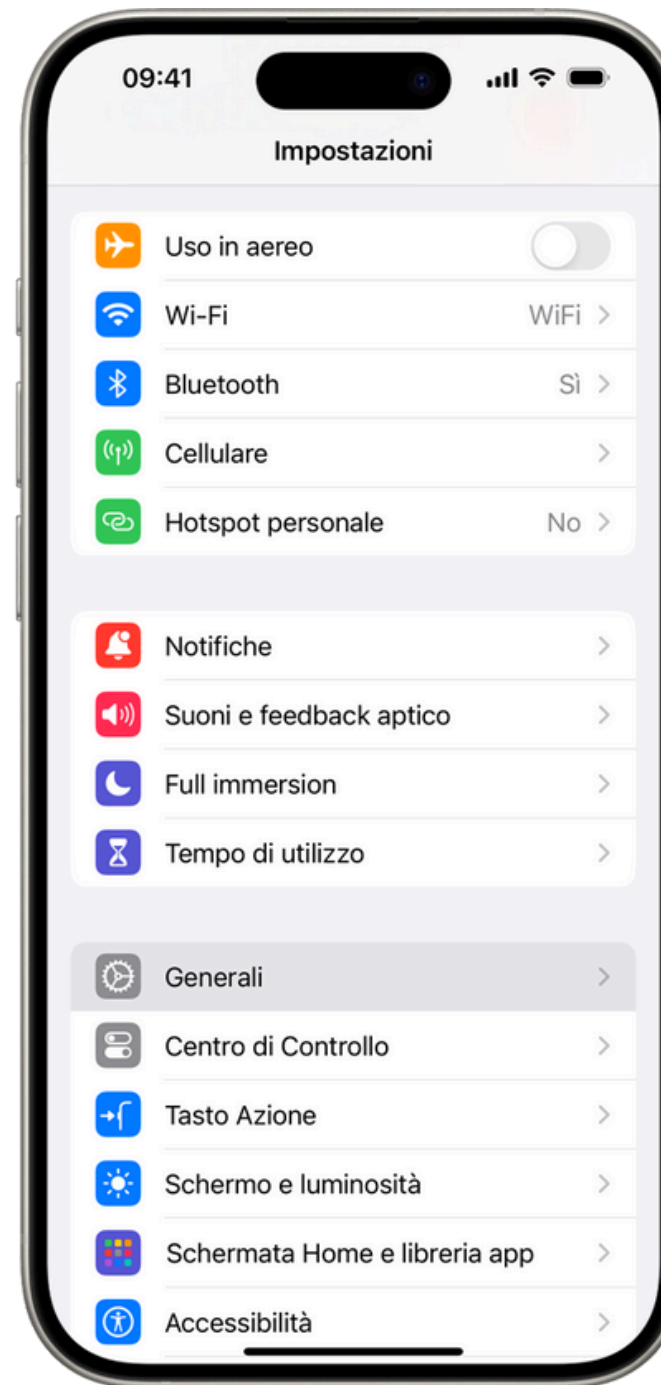 09:41
Impostazioni
Uso in aereo
Wi-Fi WiFi
Bluetooth Sì
Cellulare
Hotspot personale No
Notifiche
Suoni e feedback aptico
Full immersion
Tempo di utilizzo
Generali
Centro di Controllo
Tasto Azione
Schermo e luminosità
Schermata Home e libreria app
Accessibilità